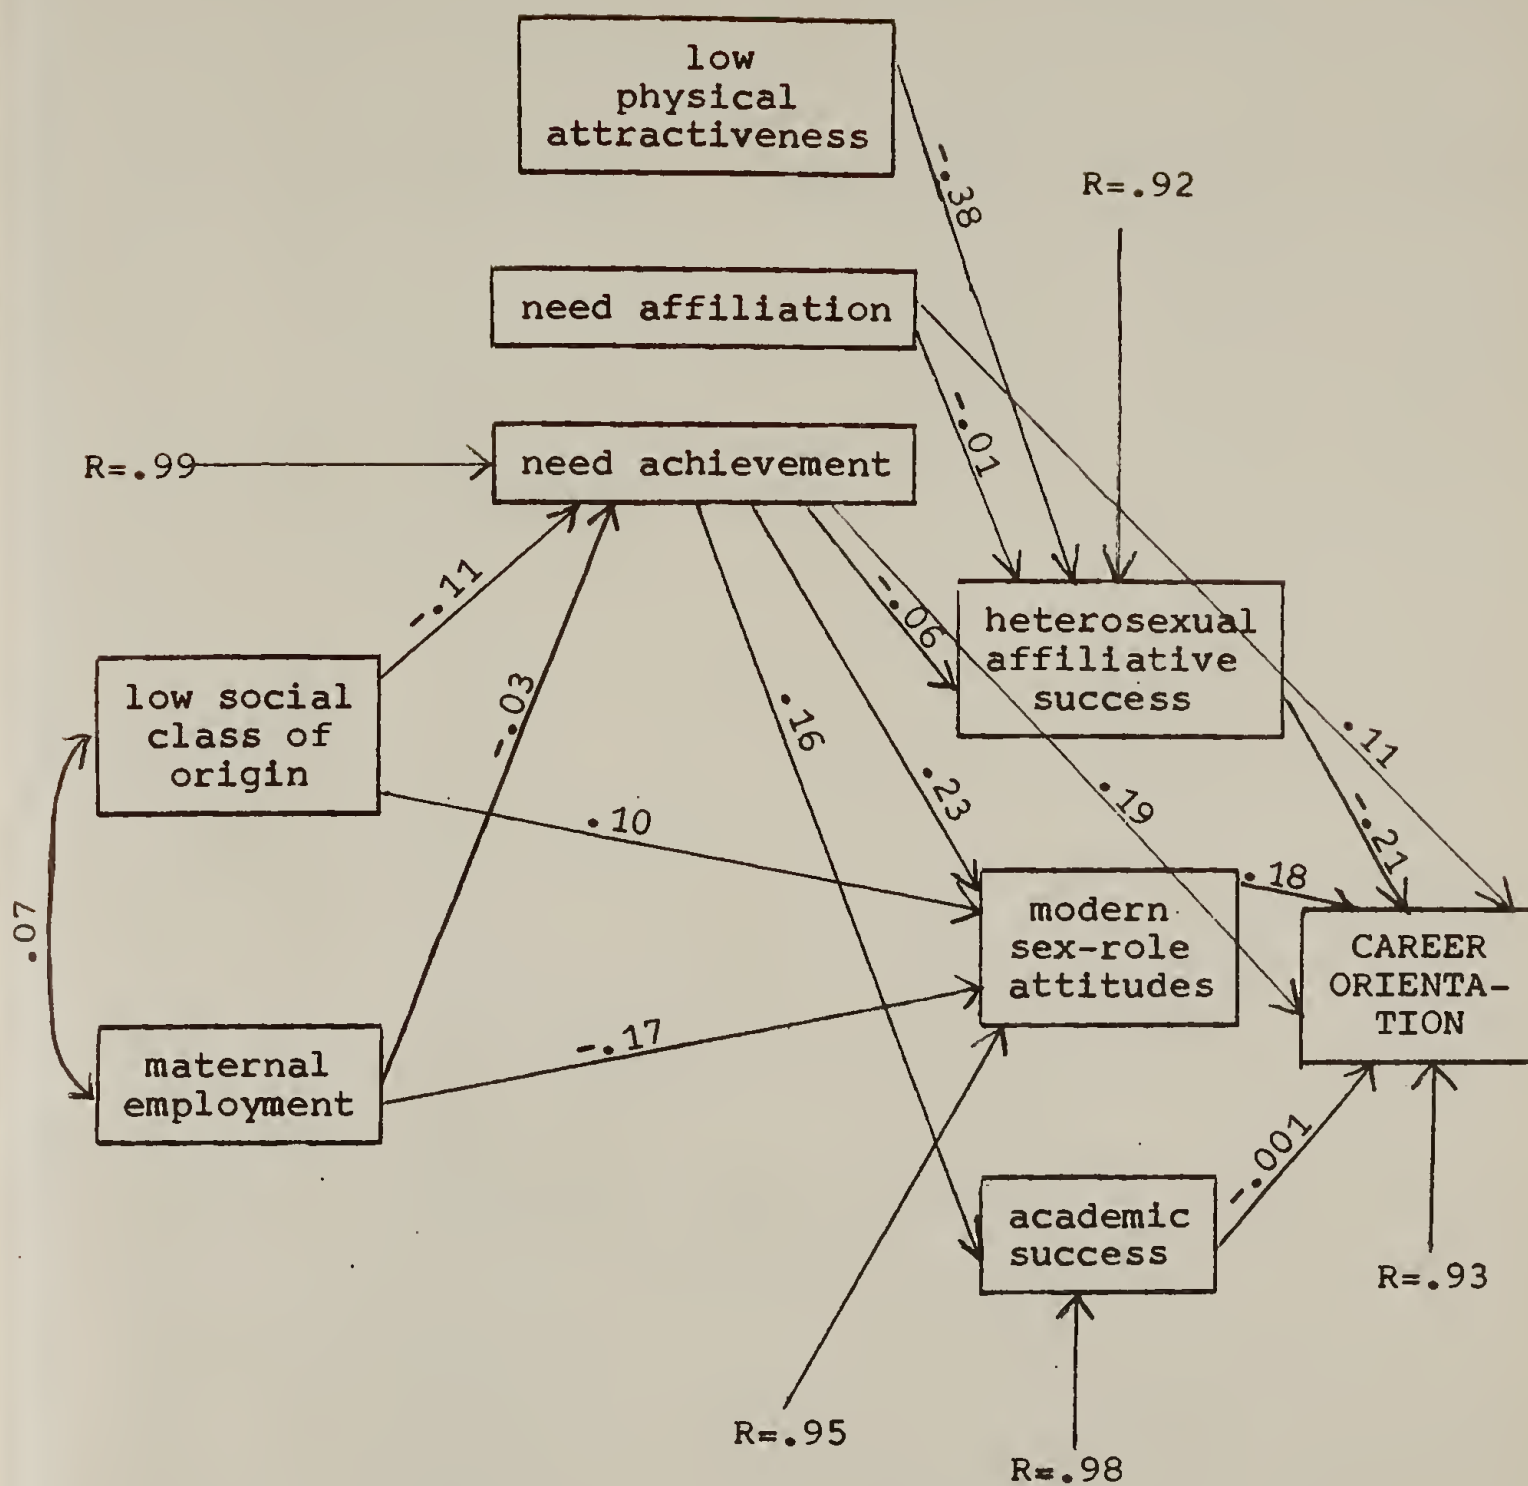 low
physical
attractiveness
-.38
R=.92
need affiliation
-.01
R=.99
need achievement
-.11
-.06
heterosexual
affiliative
success
low social
class of
origin
-.03
.16
.23
.19
.11
-.21
.10
.07
modern
sex-role
attitudes
.18
CAREER
ORIENTA-
TION
-.17
maternal
employment
-.001
academic
success
R=.93
R=.95
R=.98